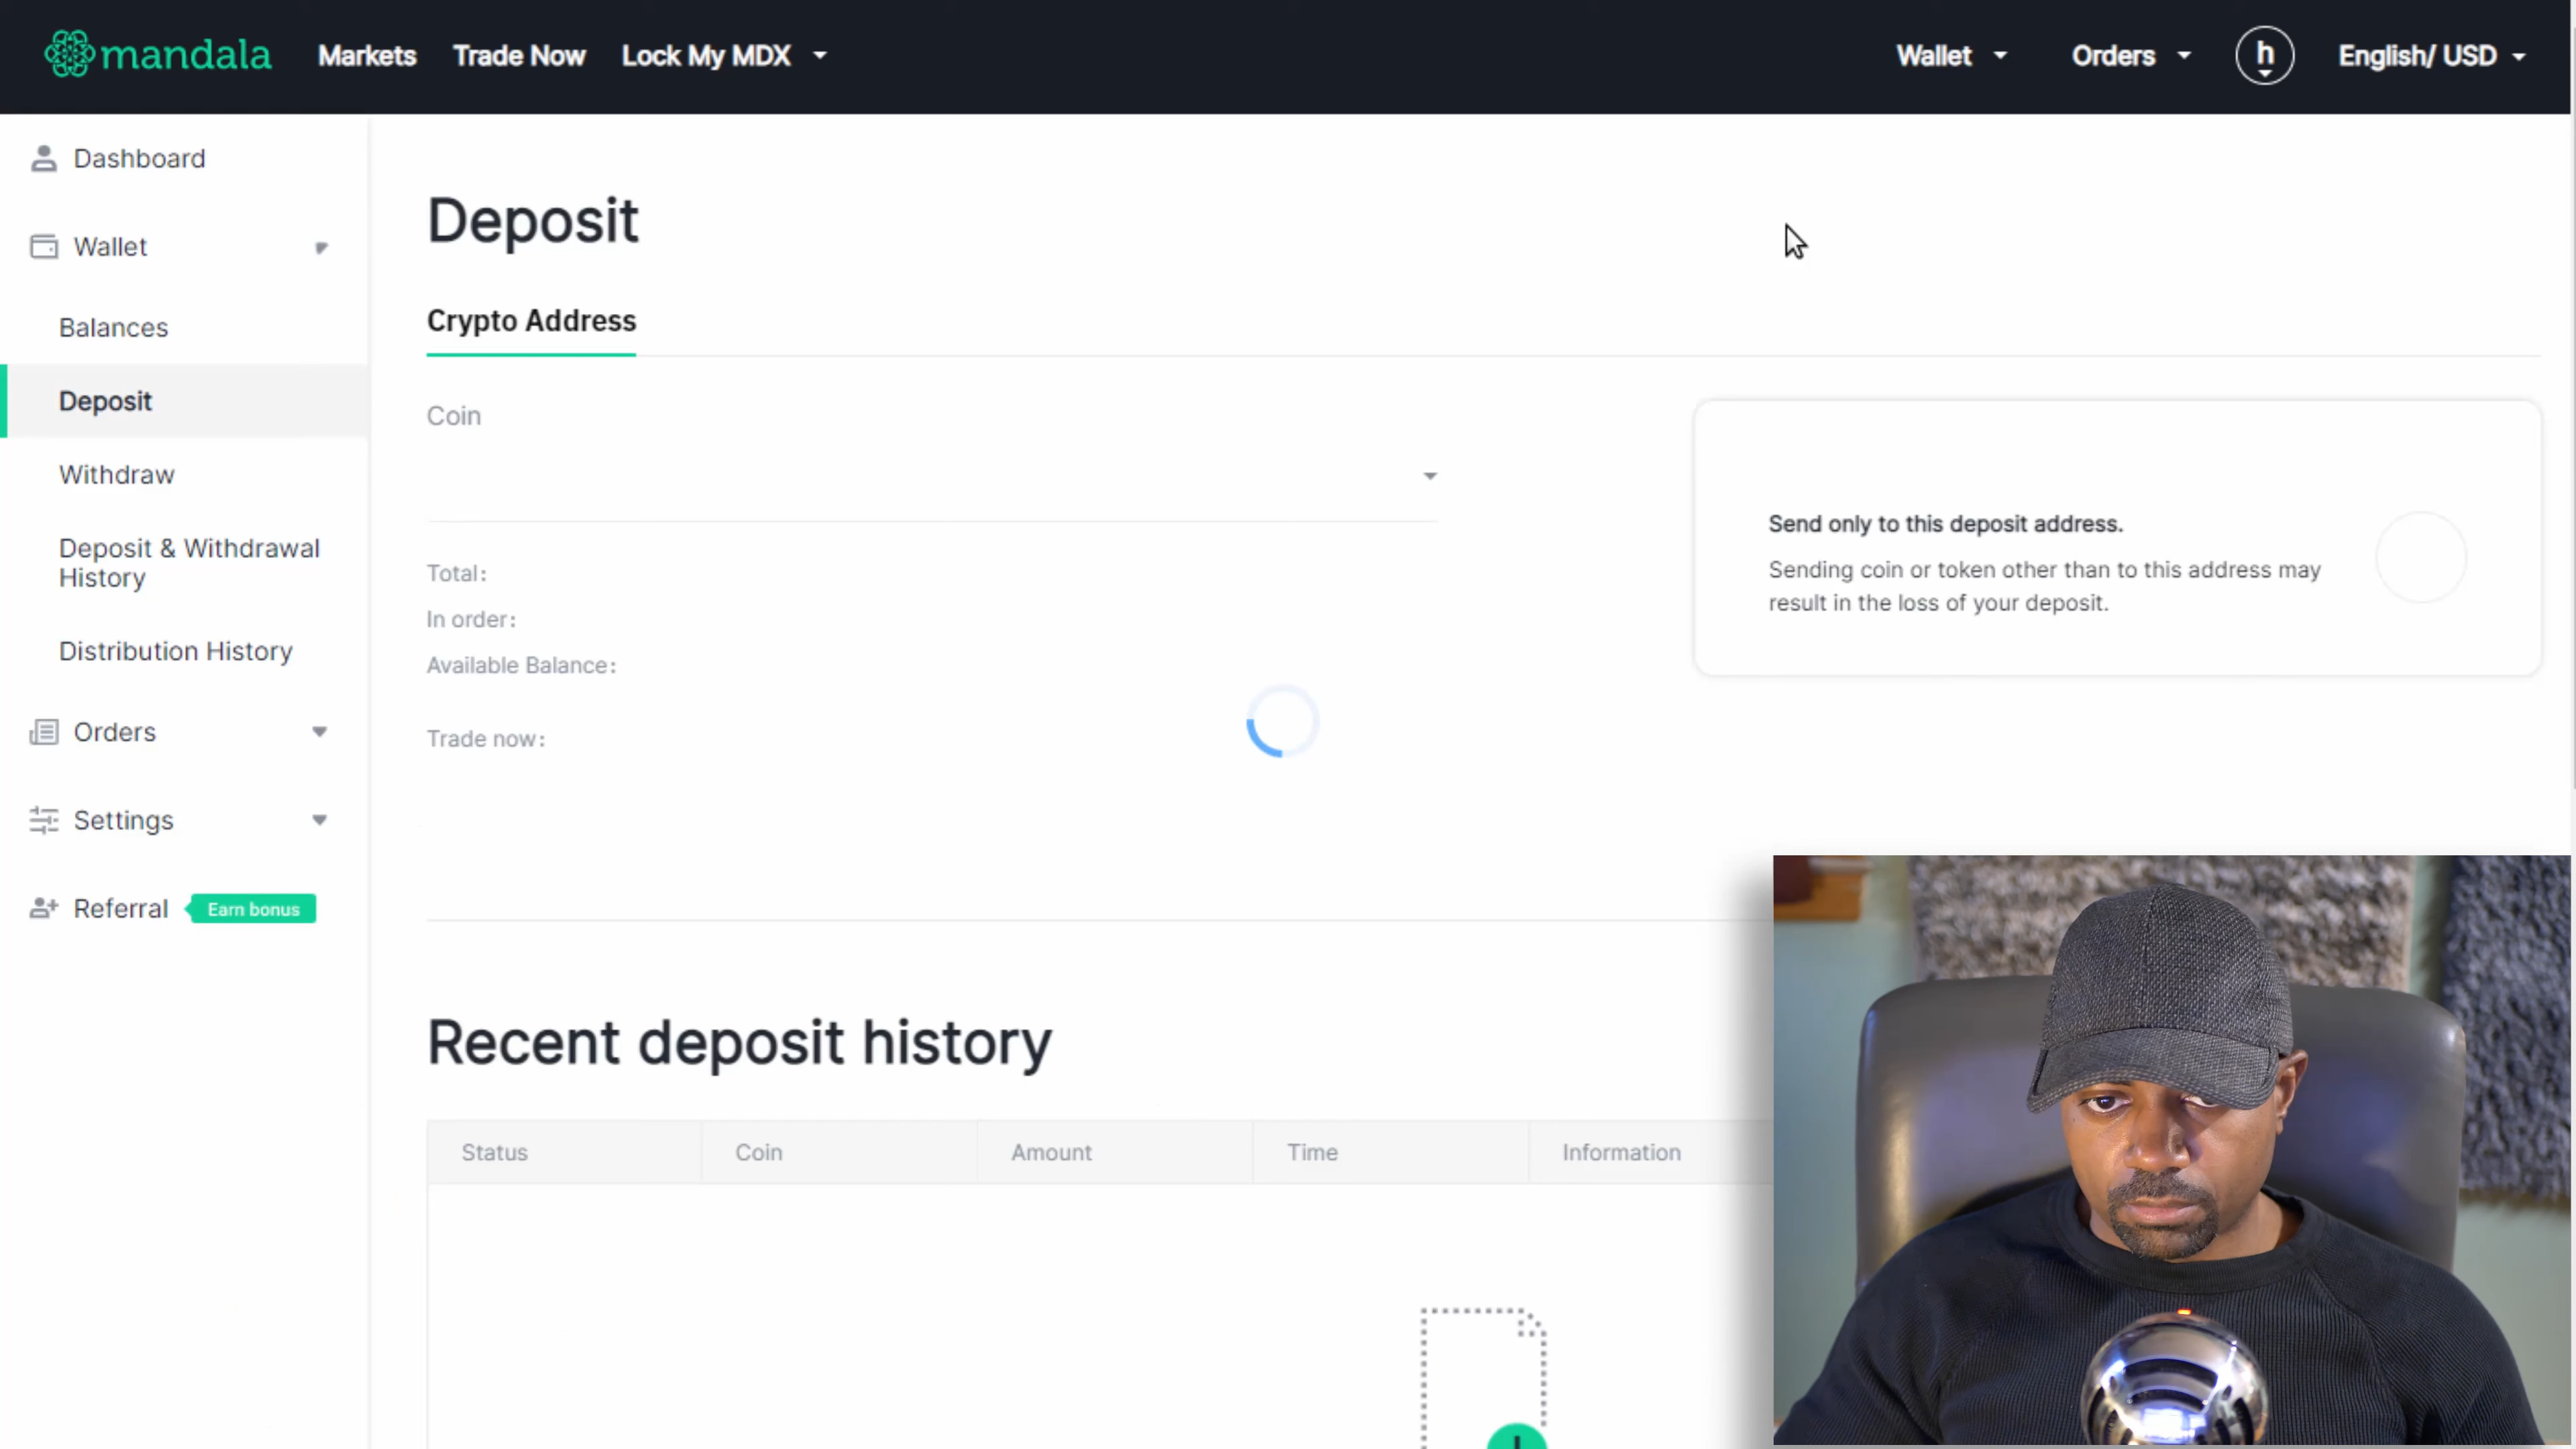 mandala
Markets
Trade Now
Lock My MDX
Wallet
Orders
h
English/ USD
Dashboard
Wallet
Balances
Deposit
Withdraw
Deposit & Withdrawal
History
Distribution History
Orders
Settings
Referral
Earn bonus
Deposit
Crypto Address
Coin
Total:
In order:
Available Balance:
Trade now:
Send only to this deposit address.
Sending coin or token other than to this address may
result in the loss of your deposit.
Recent deposit history
Status
Coin
Amount
Time
Information